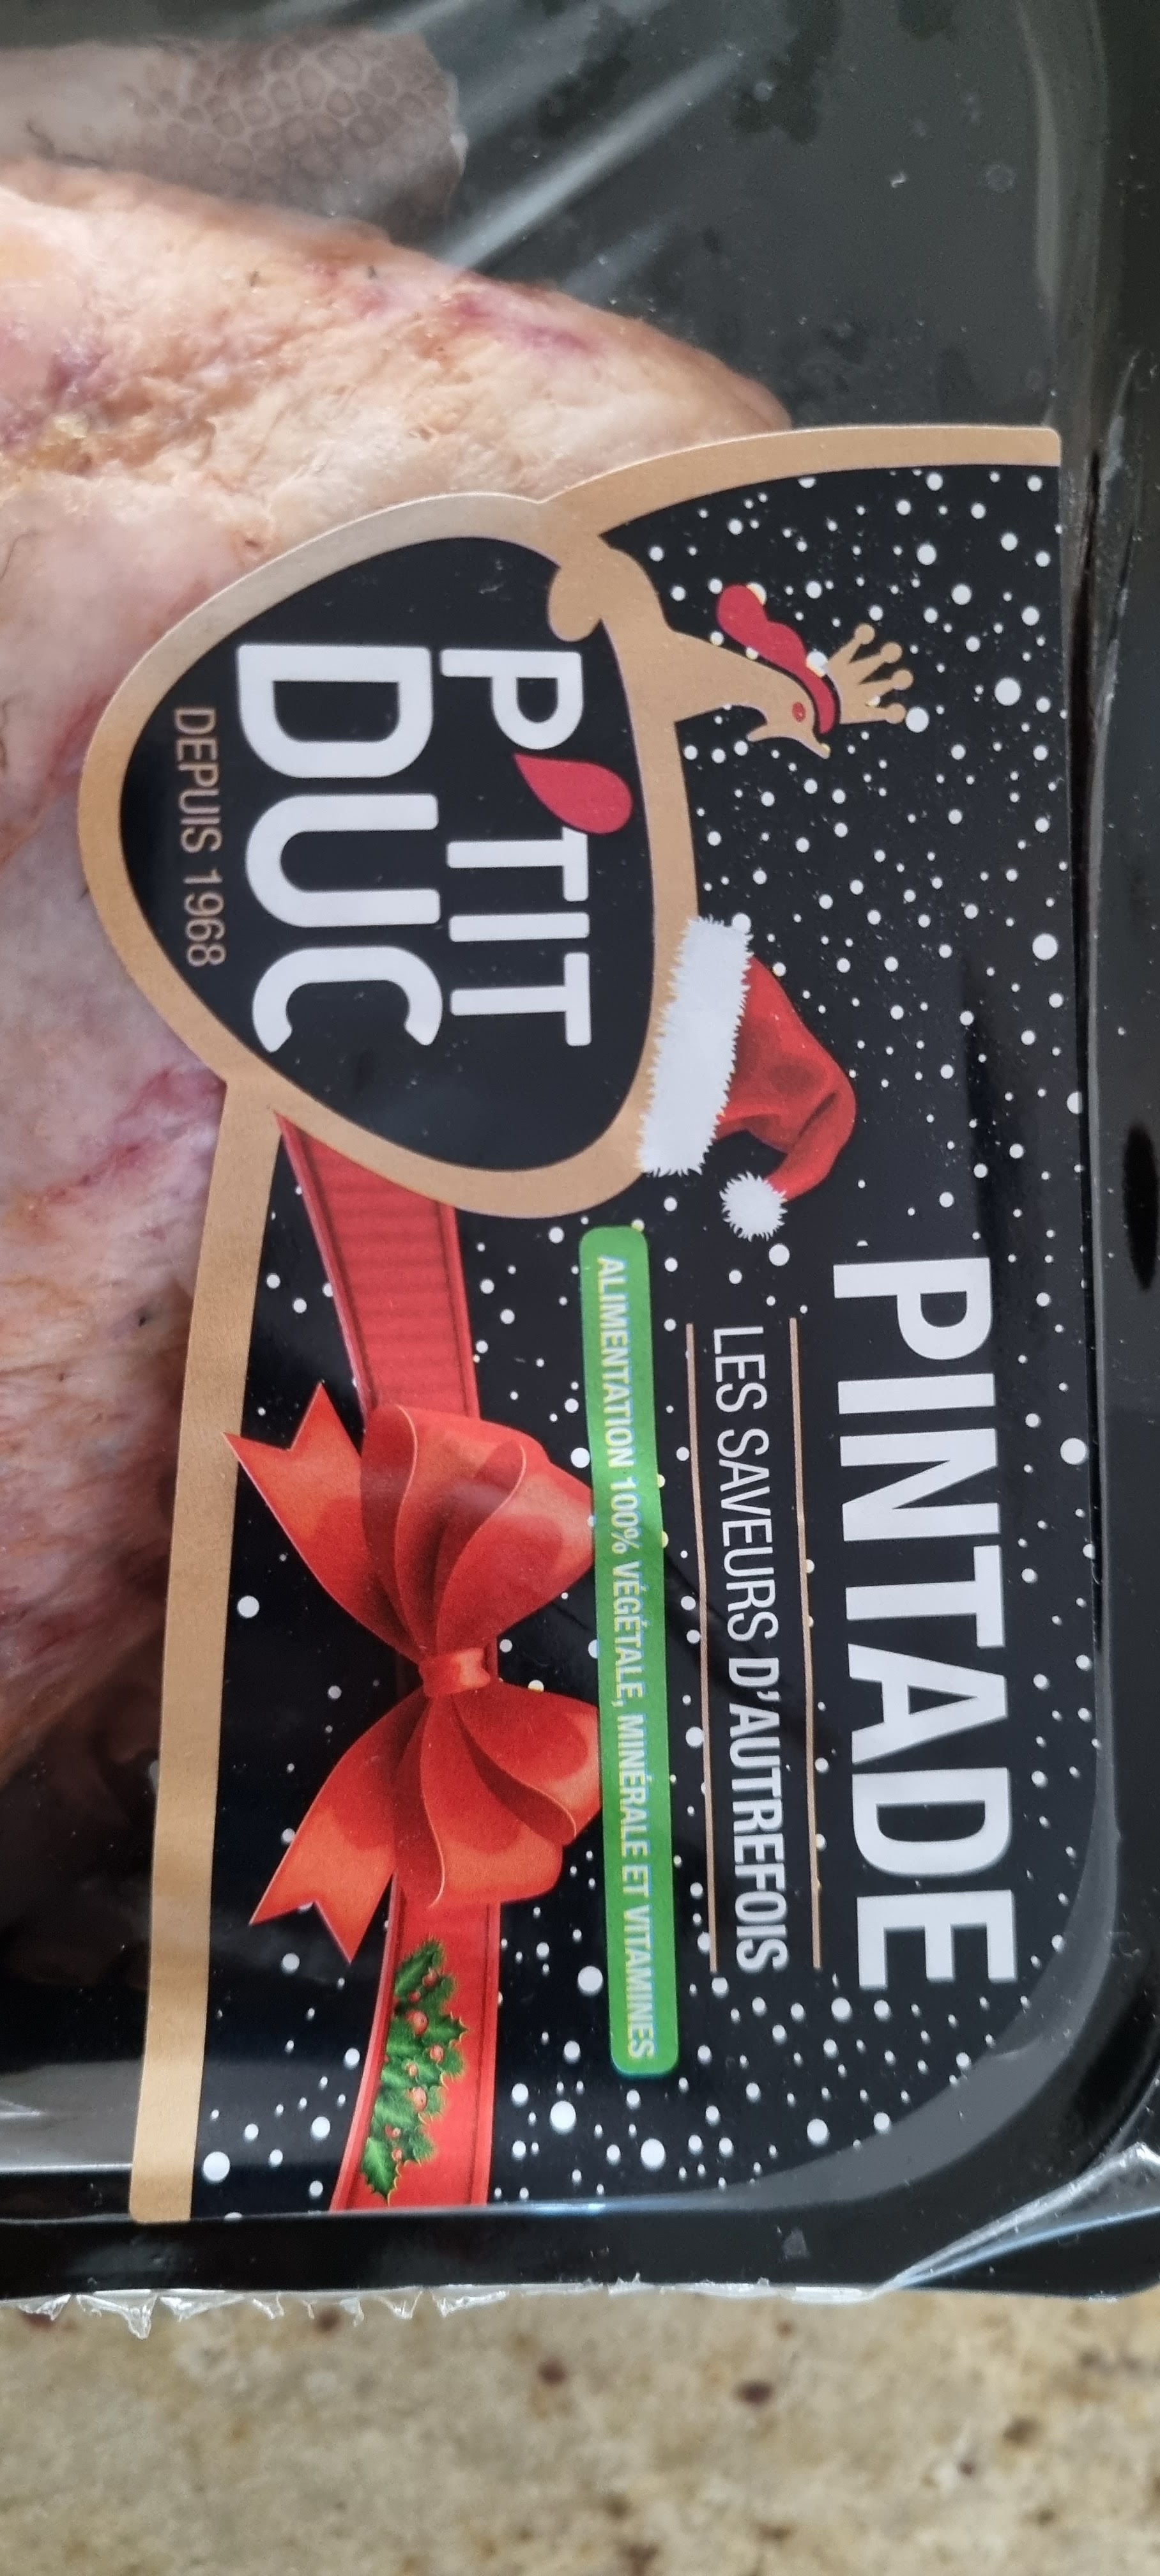 P'TIT
DUC
DEPUIS 1968
PINTADE
LES SAVEURS D'AUTREFOIS
ALIMENTATION 100% VÉGÉTALE, MINÉRALE ET VITAMINES